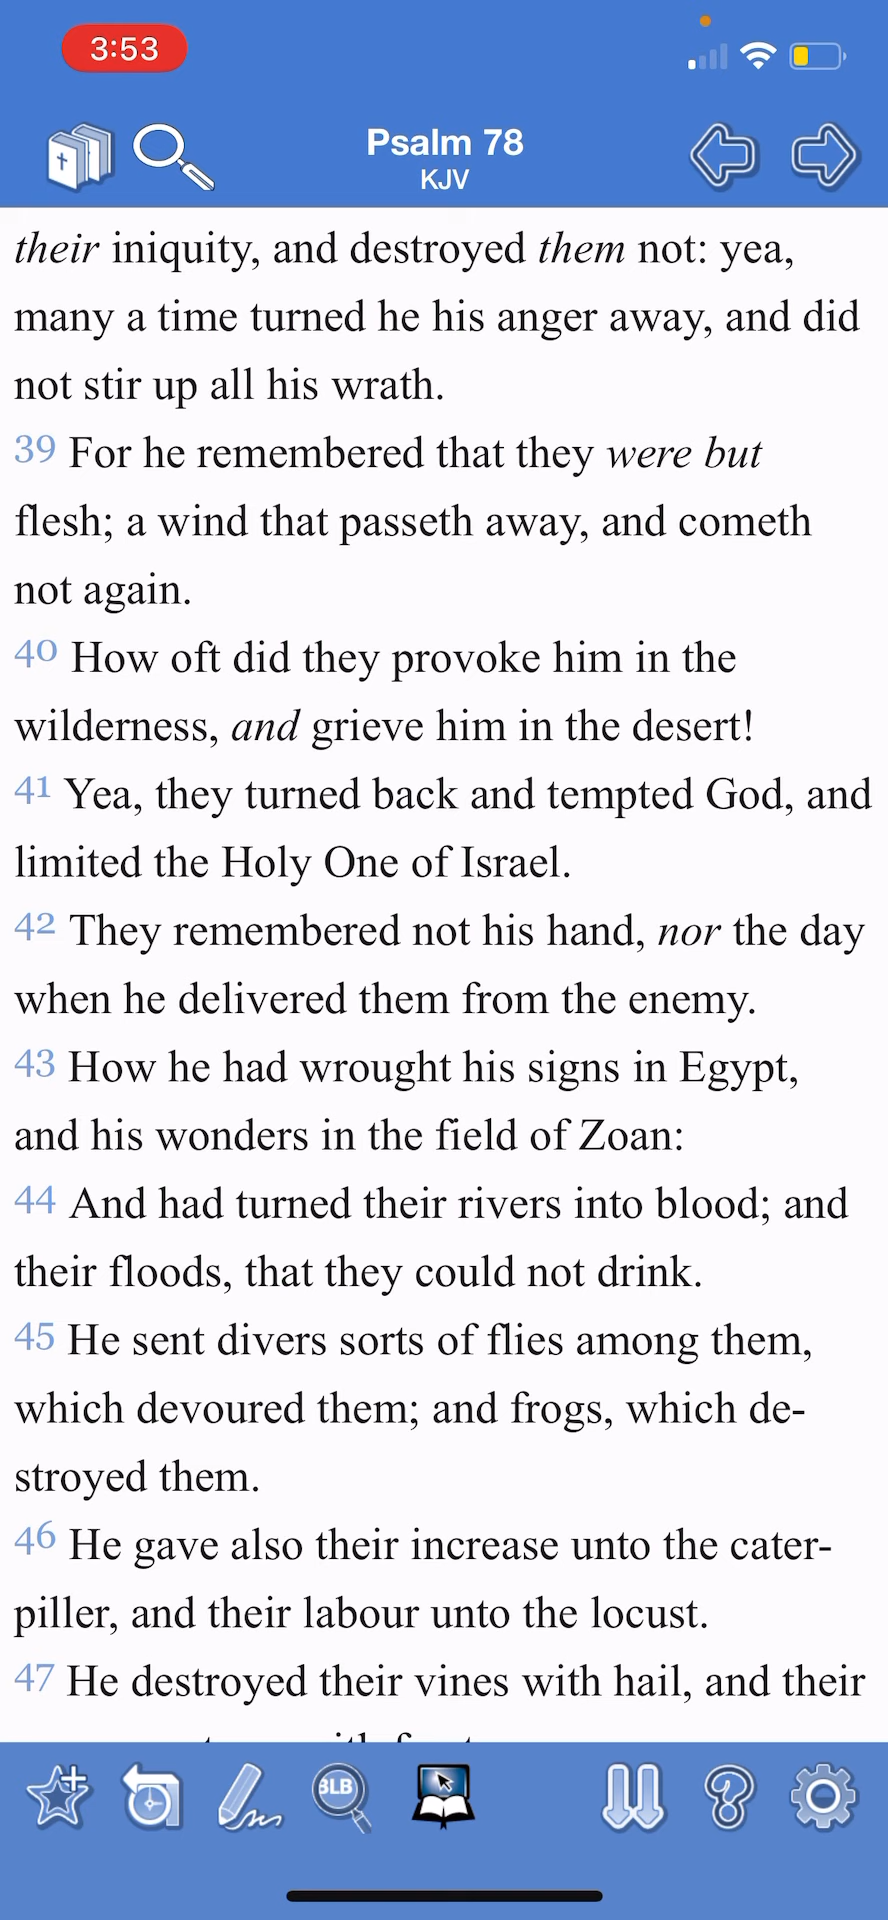 3:53
Psalm 78
KJV
their iniquity, and destroyed them not: yea,
many a time turned he his anger away, and did
not stir up all his wrath.
39 For he remembered that they were but
flesh; a wind that passeth away, and cometh
not again.
40 How oft did they provoke him in the
wilderness, and grieve him in the desert!
41 Yea, they turned back and tempted God, and
limited the Holy One of Israel.
42 They remembered not his hand, nor the day
when he delivered them from the enemy.
43 How he had wrought his signs in Egypt,
and his wonders in the field of Zoan:
44 And had turned their rivers into blood; and
their floods, that they could not drink.
45 He sent divers sorts of flies among them,
which devoured them; and frogs, which de-
stroyed them.
46 He gave also their increase unto the cater-
piller, and their labour unto the locust.
47 He destroyed their vines with hail, and their
BLB